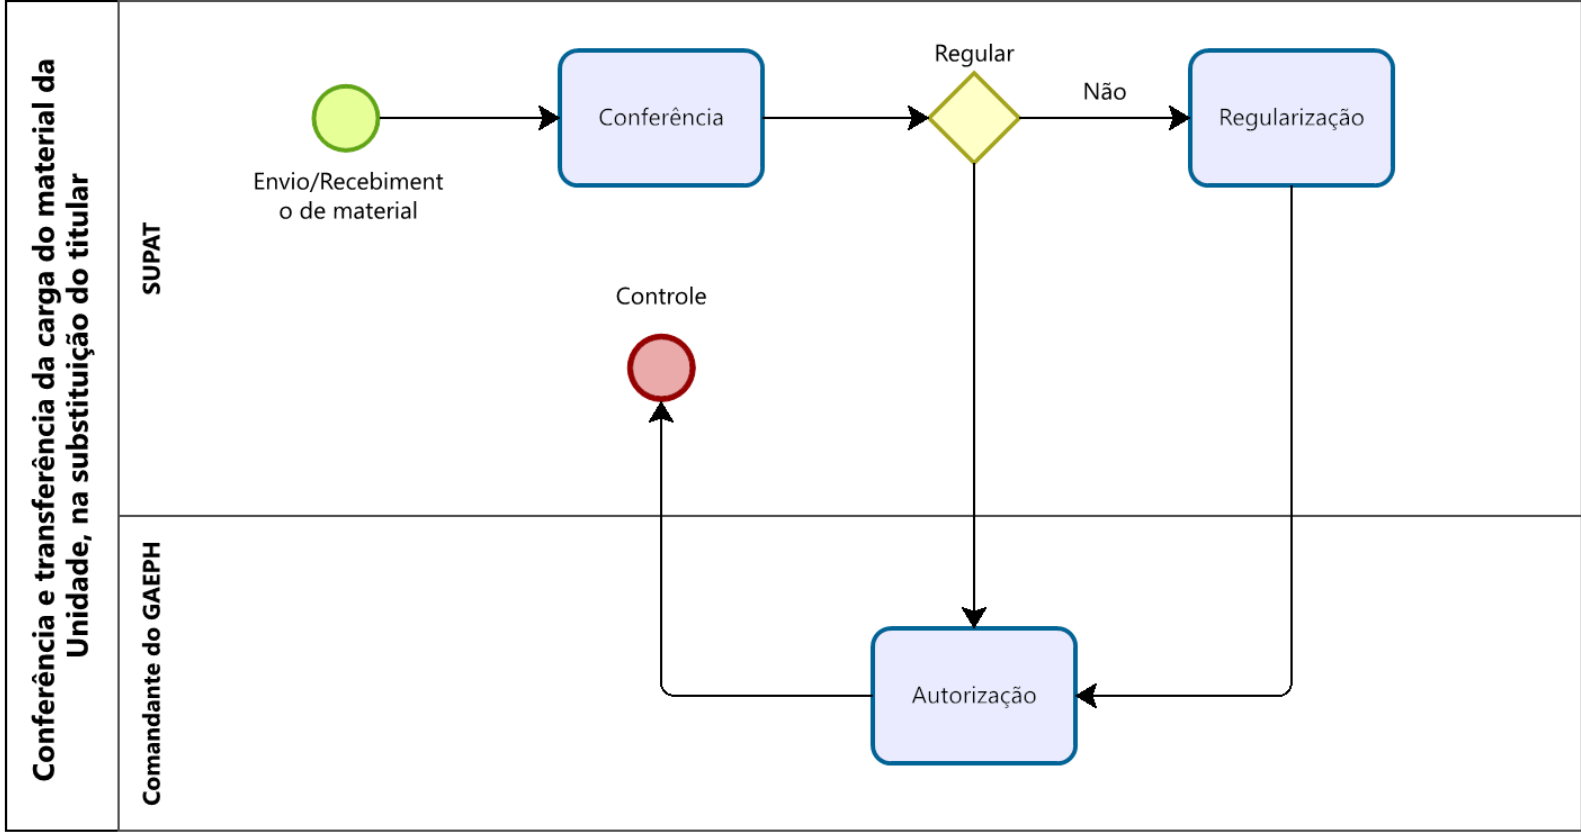 Conferência e transferência da carga do material da
Unidade, na substituição do titular
SUPAT
Envio/Recebiment
o de material
Conferência
Regular
Não
Regularização
Controle
Comandante do GAEPH
Autorização